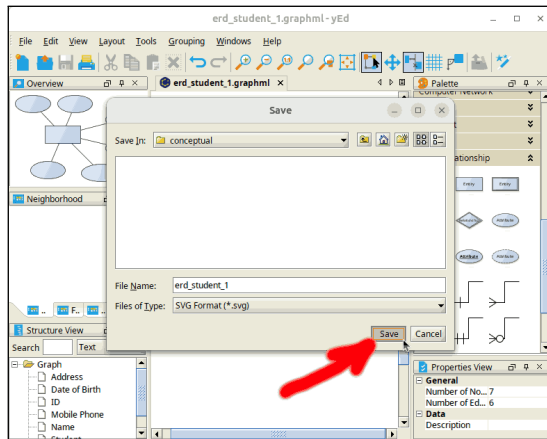 erd_student_1.graphml - yEd
File Edit View Layout Tools Grouping Windows Help
Overview
erd_student_1.graphml
Palette
Computer Network
Save
Save In: conceptual
ationship
Entity Entity
Attribute
Attribute Attribute
Neighborhood
File Name: erd_student_1
Files of Type: SVG Format (*.svg)
.. F.. ..
Save Cancel
Structure View
Search Text
Graph
Address
Date of Birth
ID
Mobile Phone
Name
Student
Properties View
General
Number of No... 7
Number of Ed... 6
Data
Description